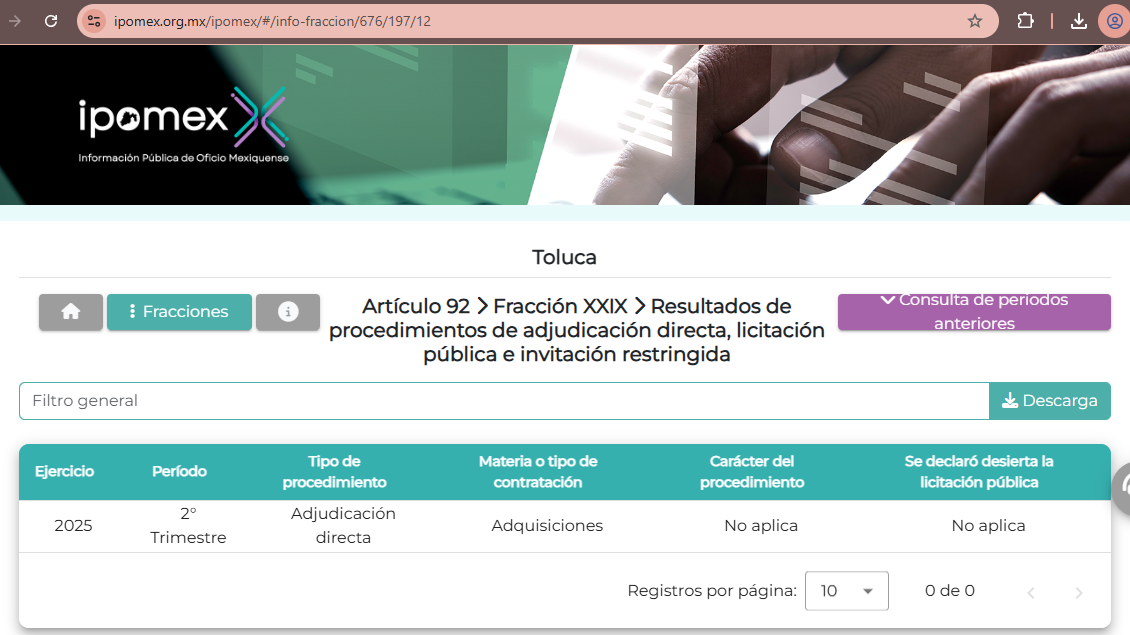 ipomex.org.mx/ipomex/#/info-fraccion/676/197/12
ipomex
Información Pública de Oficio Mexiquense
Toluca
Fracciones
Artículo 92 > Fracción XXIX > Resultados de
procedimientos de adjudicación directa, licitación
pública e invitación restringida
Consulta de periodos
anteriores
Filtro general
Descarga
Ejercicio
Período
Tipo de
procedimiento
Materia o tipo de
contratación
Carácter del
procedimiento
Se declaró desierta la
licitación pública
2025
2°
Trimestre
Adjudicación
directa
Adquisiciones
No aplica
No aplica
Registros por página:
10
0 de 0